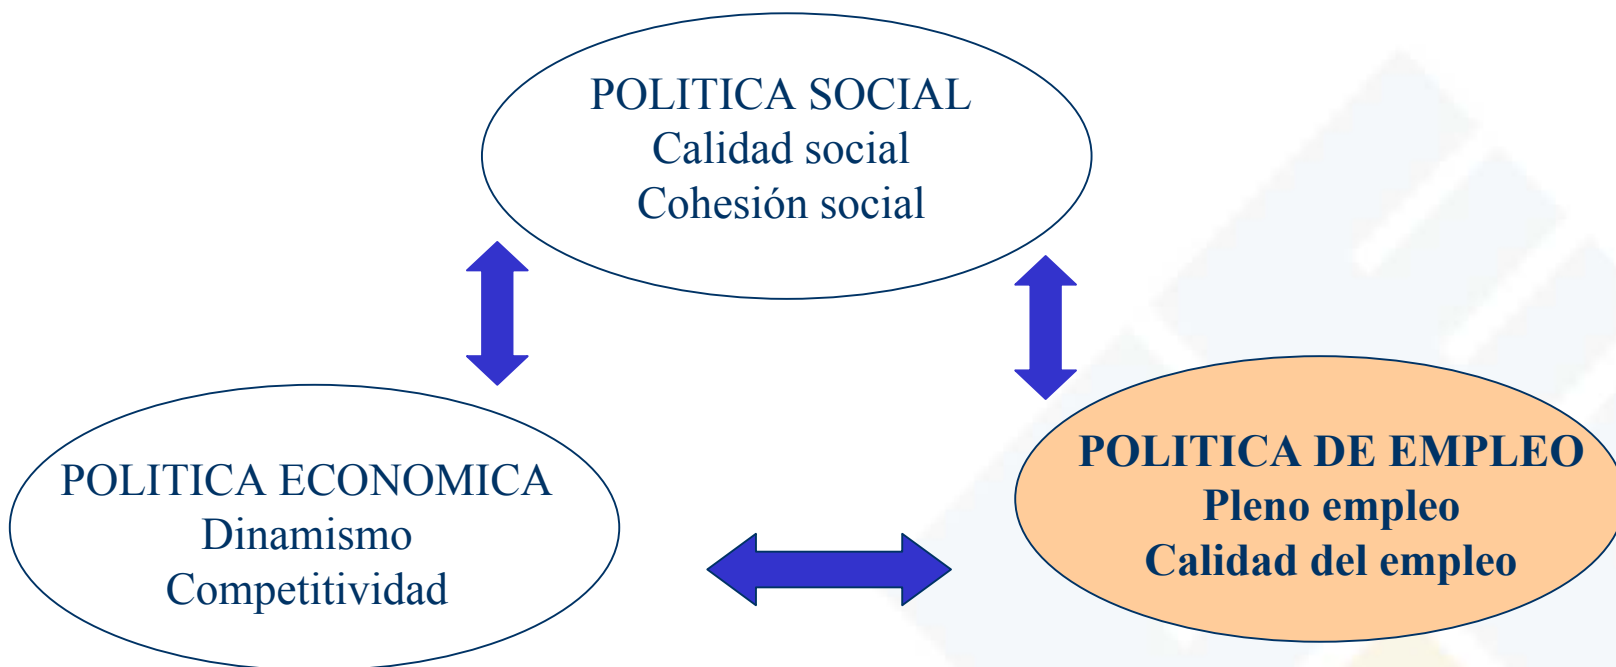 POLITICA SOCIAL
Calidad social
Cohesión social
POLITICA ECONOMICA
Dinamismo
Competitividad
POLITICA DE EMPLEO
Pleno empleo
Calidad del empleo